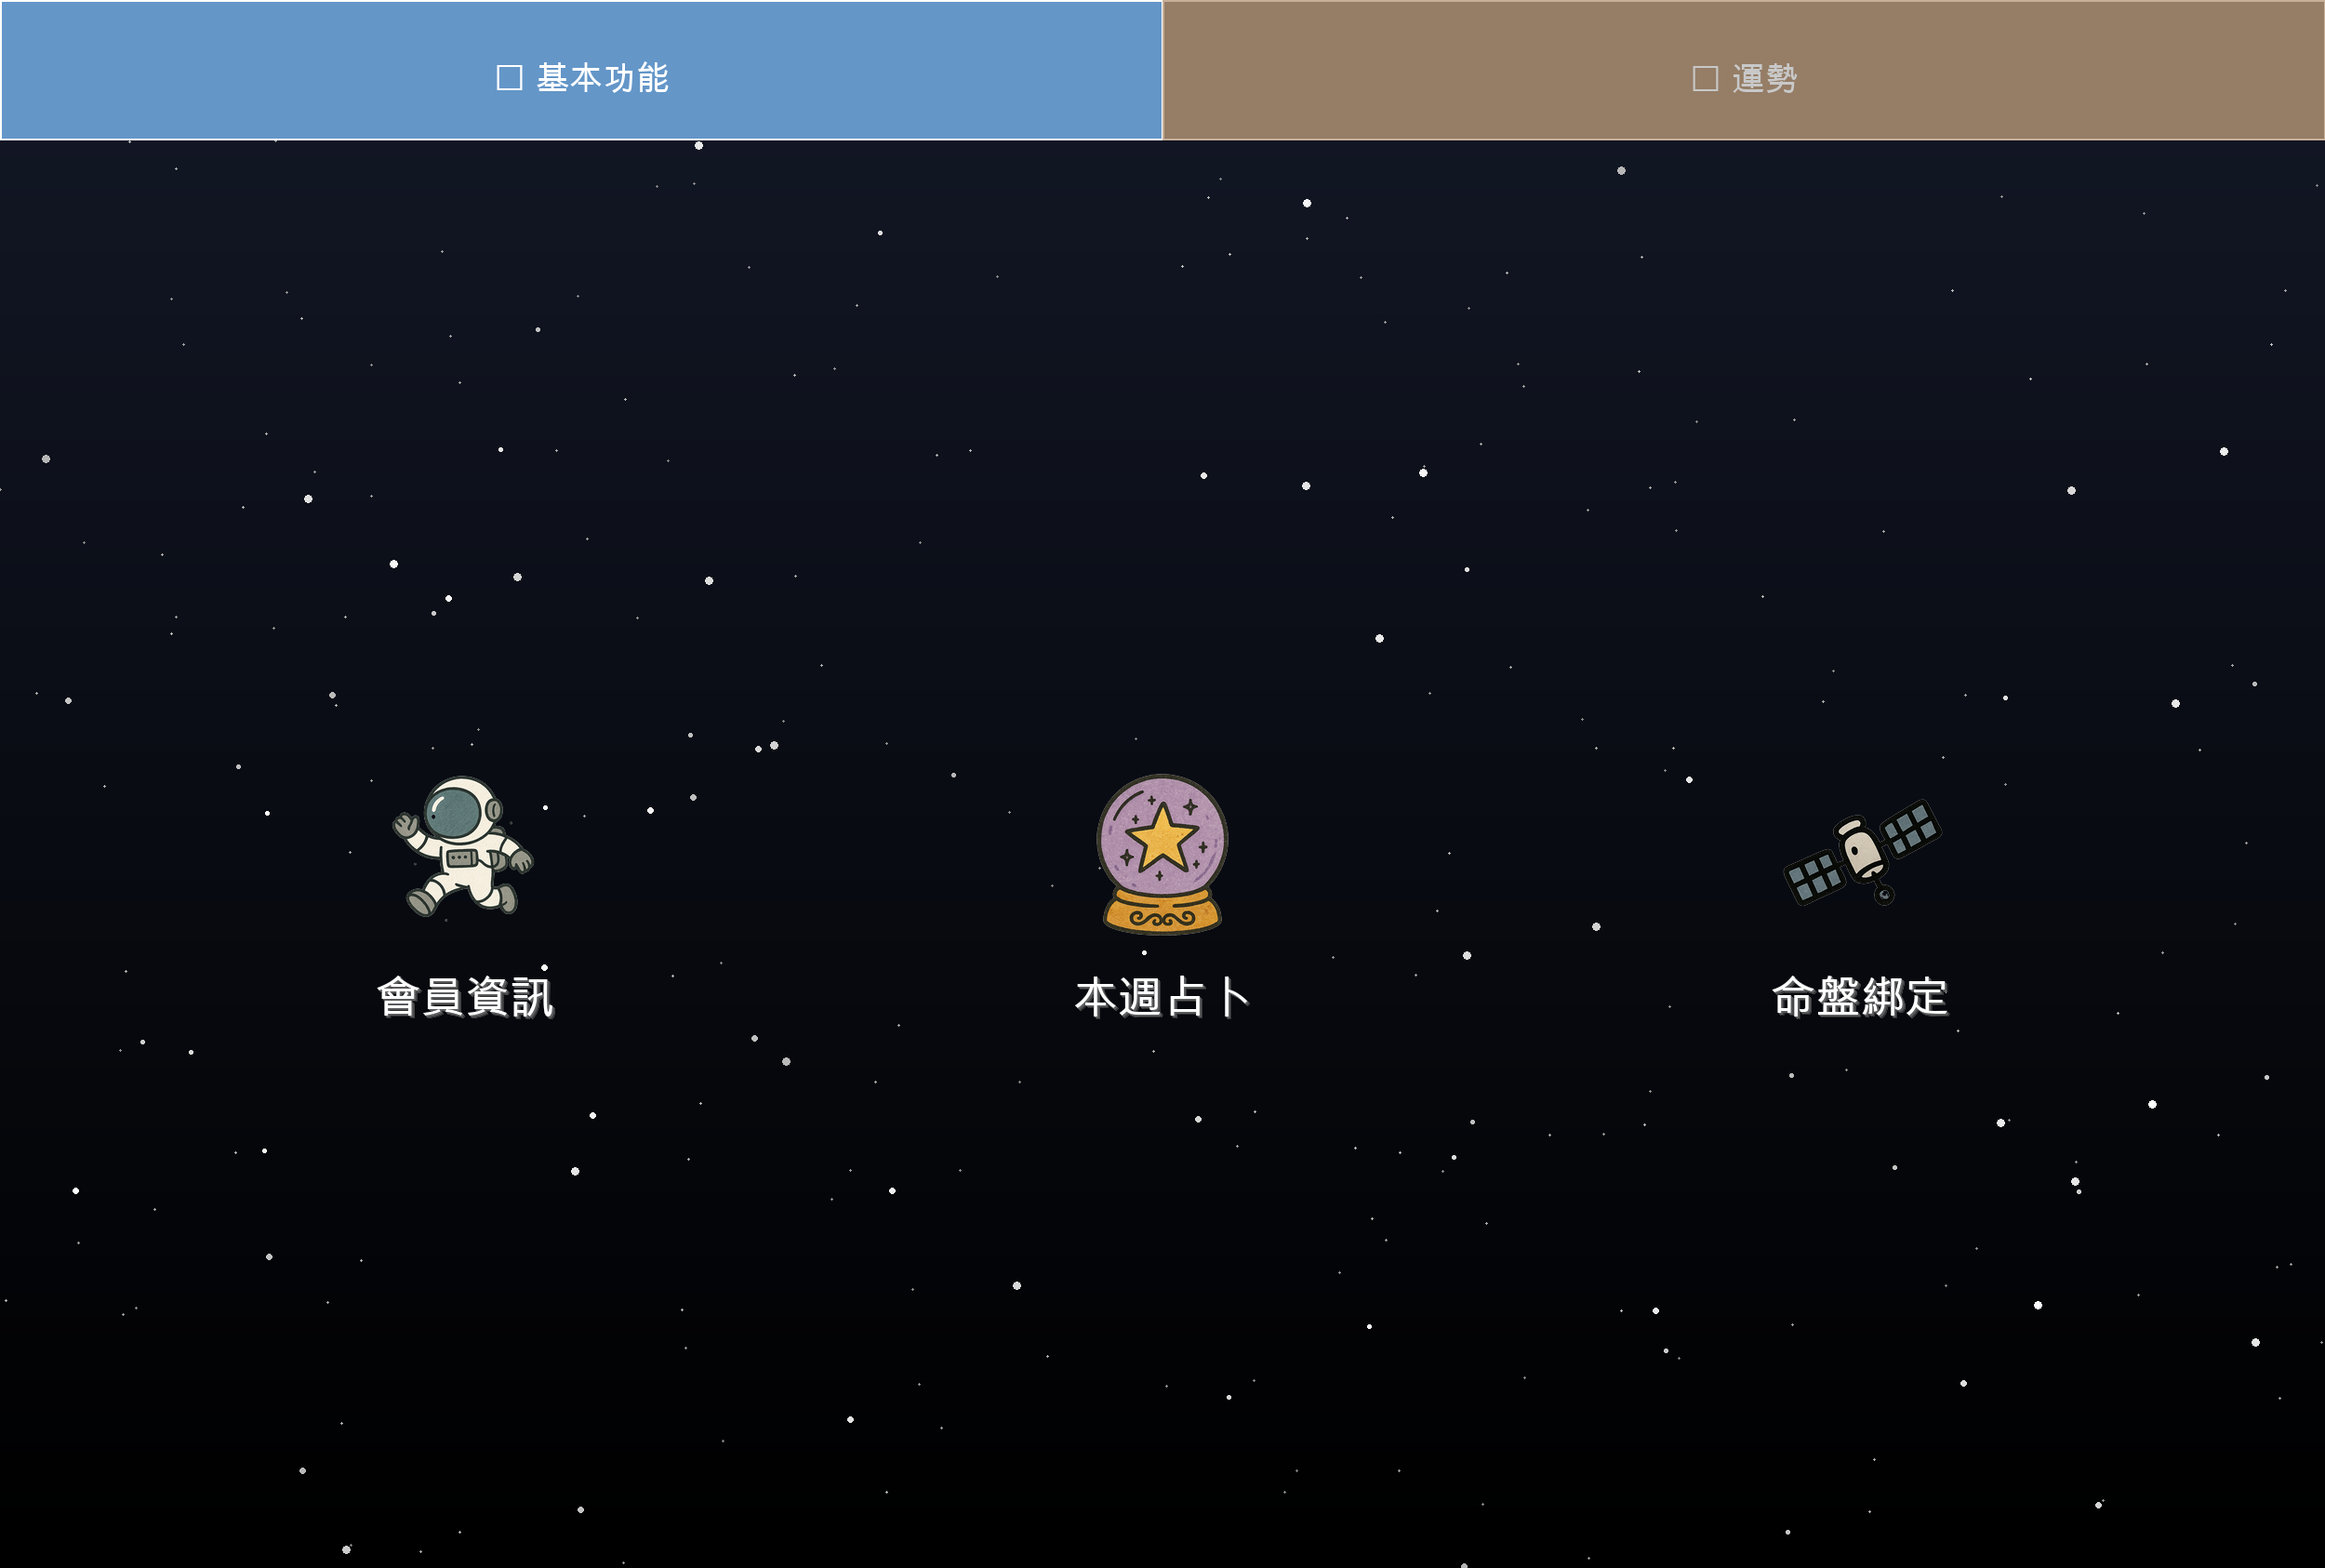 □ 基本功能
□ 運勢
會員資訊
本週占卜
命盤綁定